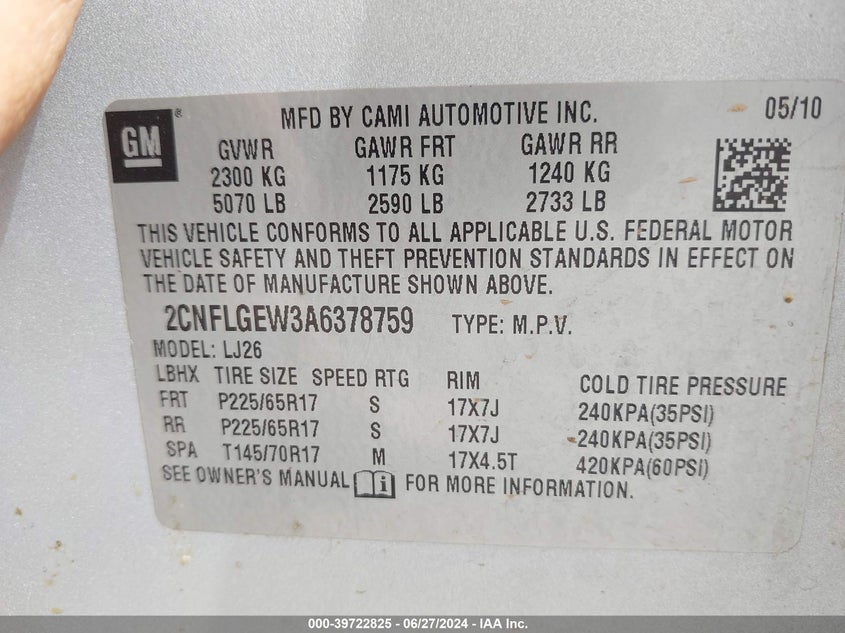 GM®
MFD BY CAMI AUTOMOTIVE INC. 05/10
GVWR GAWR FRT GAWR RR
2300 KG 1175 KG 1240 KG
5070 LB 2590 LB 2733 LB
THIS VEHICLE CONFORMS TO ALL APPLICABLE U.S. FEDERAL MOTOR
VEHICLE SAFETY AND THEFT PREVENTION STANDARDS IN EFFECT ON
THE DATE OF MANUFACTURE SHOWN ABOVE.
2CNFLGEW3A6378759 TYPE: M.P.V.
MODEL: LJ26
LBHX TIRE SIZE SPEED RTG RIM COLD TIRE PRESSURE
FRT P225/65R17 S 17X7J 240KPA(35PSI)
RR P225/65R17 S 17X7J 240KPA(35PSI)
SPA T145/70R17 M 17X4.5T 420KPA(60PSI)
SEE OWNER'S MANUAL i FOR MORE INFORMATION.
000-39722825 - 06/27/2024 - IAA Inc.